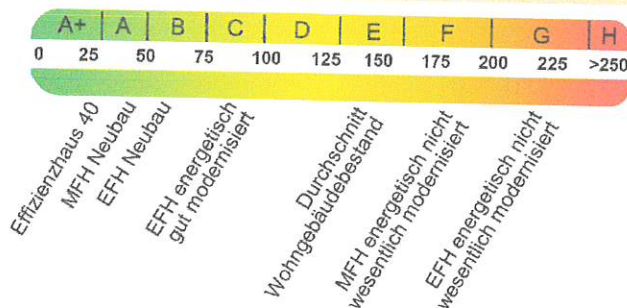 A+ A B C D E F G H
0 25 50 75 100 125 150 175 200 225 >250
Effizienzhaus 40
MFH Neubau
EFH Neubau
EFH energetisch
gut modernisiert
Durchschnitt
Wohngebäudebestand
MFH energetisch nicht
wesentlich modernisiert
EFH energetisch nicht
wesentlich modernisiert